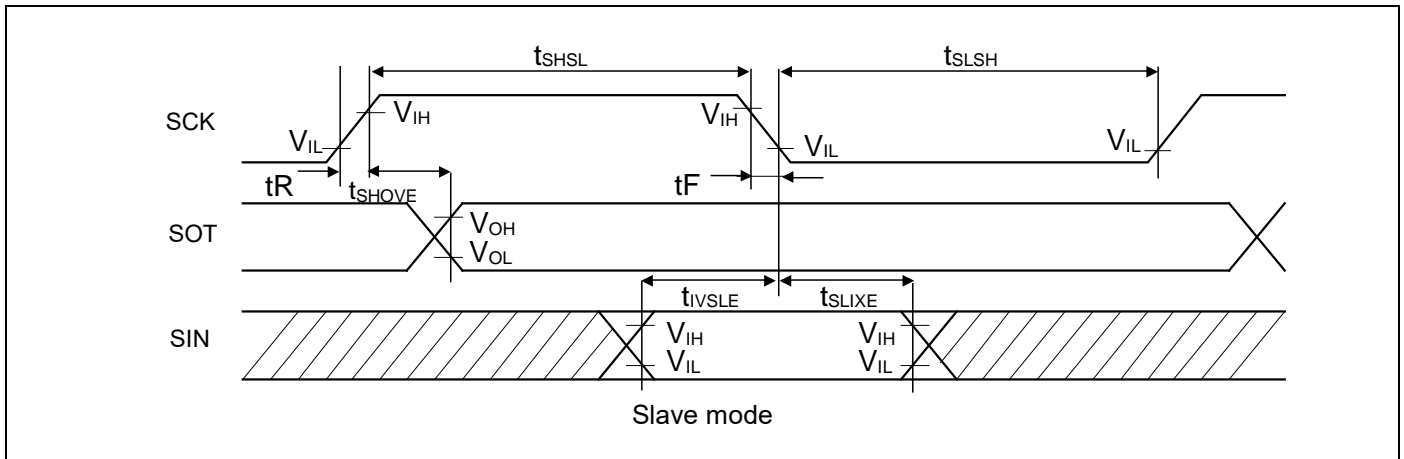 tSHSL
tSLSH
SCK
VIH
VIH
VIL
VIL
VIL
tR
tSHOVE
tF
SOT
VOH
VOL
tIVSLE
tSLIXE
SIN
VIH
VIH
VIL
VIL
Slave mode